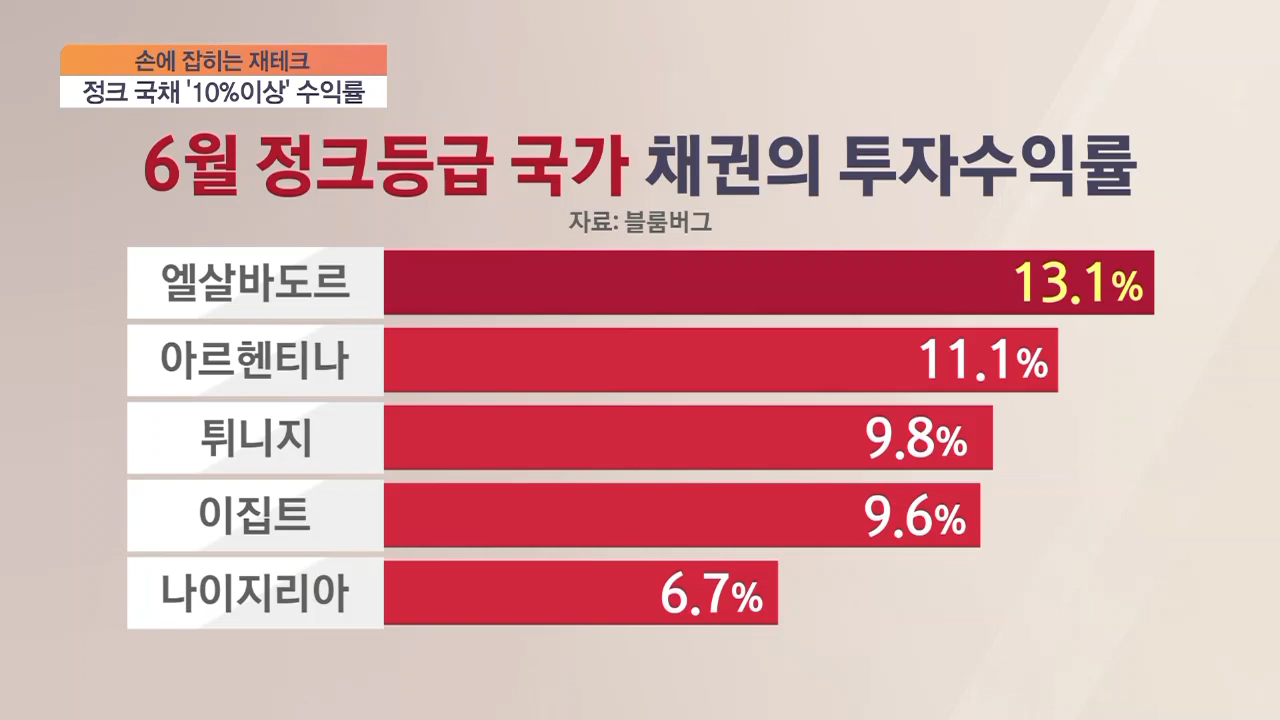 손에 잡히는 재테크
정크 국채 '10%이상' 수익률
6월 정크등급 국가 채권의 투자수익률
자료: 블룸버그
엘살바도르 13.1%
아르헨티나 11.1%
튀니지 9.8%
이집트 9.6%
나이지리아 6.7%